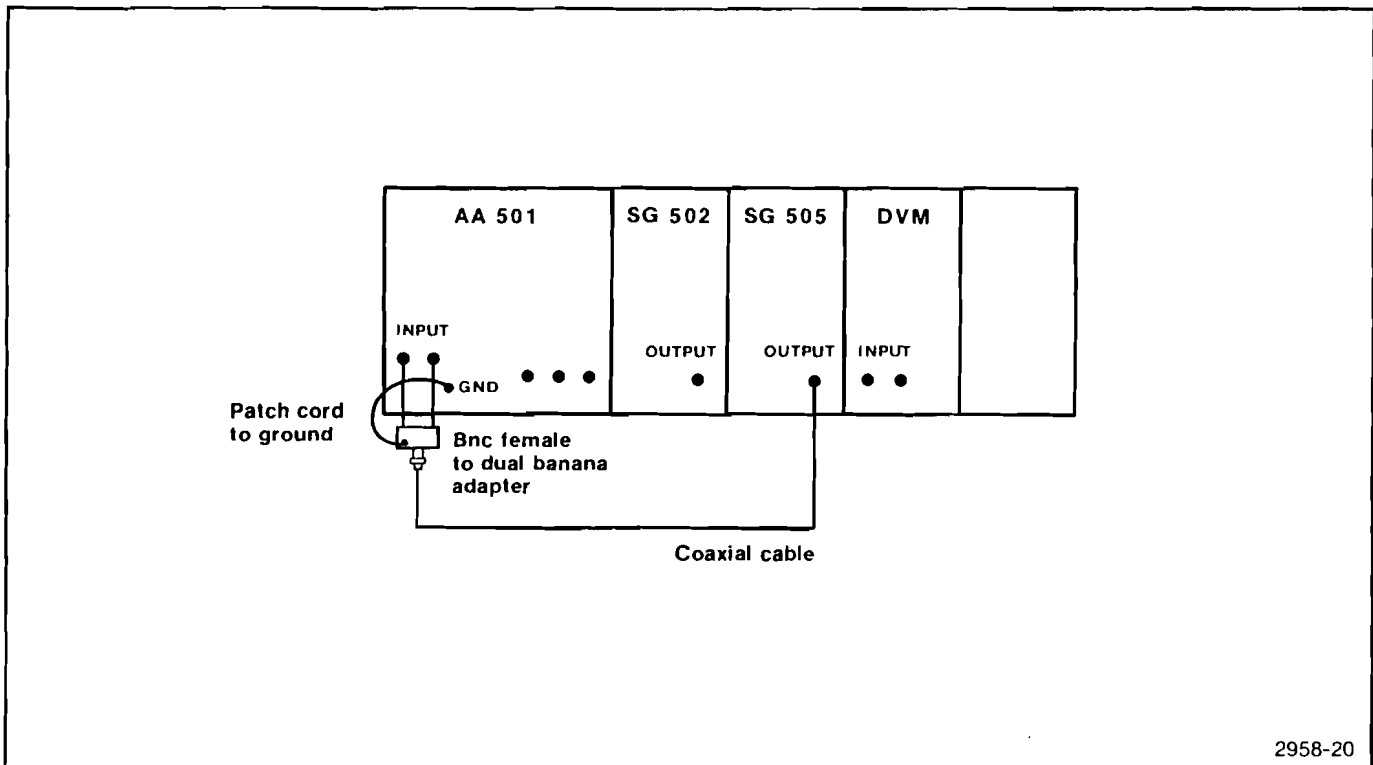 AA 501
SG 502
SG 505
DVM
INPUT
OUTPUT
OUTPUT
INPUT
GND
Patch cord
to ground
Bnc female
to dual banana
adapter
Coaxial cable
2958-20